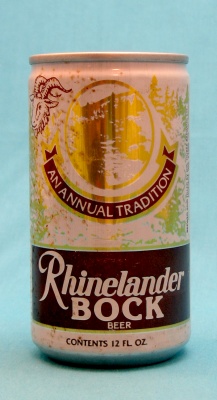 AN ANNUAL TRADITION
Rhinelander
BOCK
BEER
CONTENTS 12 FL. OZ.